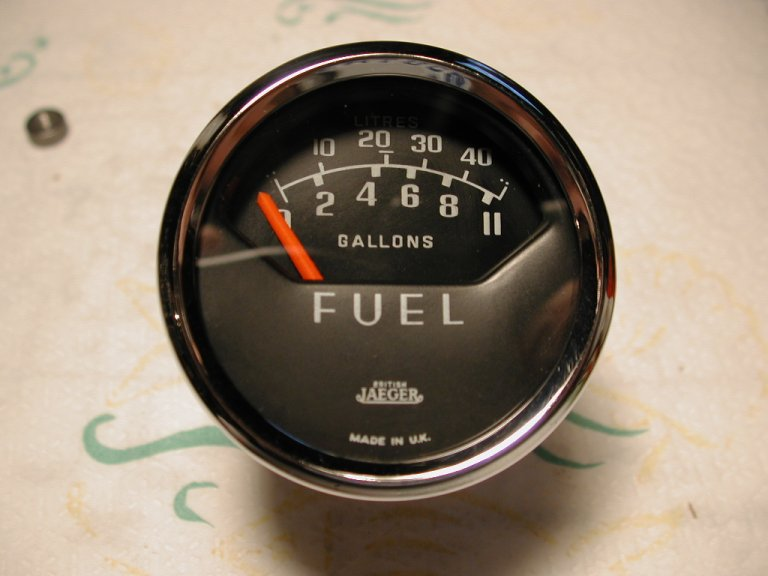 LITRES
10 20 30 40
0 2 4 6 8 11
GALLONS
FUEL
BRITISH
JAEGER
MADE IN U.K.